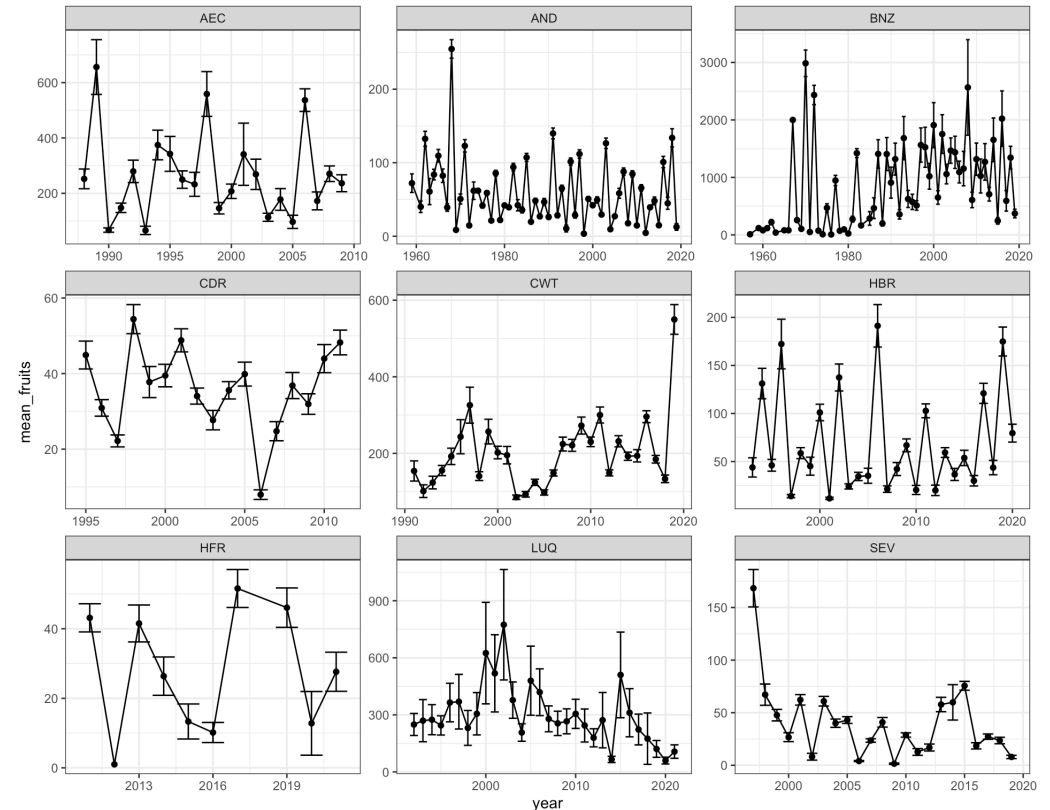 AEC AND BNZ
600
400
200
200
100
0
3000
2000
1000
0
1990 1995 2000 2005 2010
1960 1980 2000 2020
1960 1980 2000 2020
CDR CWT HBR
60
40
20
600
400
200
200
150
100
50
1995 2000 2005 2010
1990 2000 2010 2020
2000 2010 2020
mean_fruits
HFR LUQ SEV
40
20
0
900
600
300
0
150
100
50
0
2013 2016 2019
2000 2010 2020
2000 2005 2010 2015 2020
year